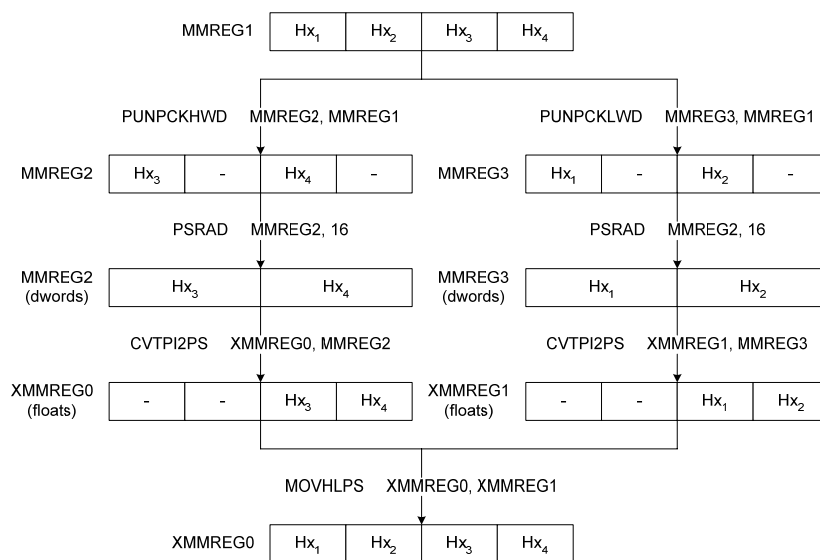 MMREG1 Hx₁ Hx₂ Hx₃ Hx₄
PUNPCKHWD MMREG2, MMREG1 PUNPCKLWD MMREG3, MMREG1
MMREG2 Hx₃ - Hx₄ - MMREG3 Hx₁ - Hx₂ -
PSRAD MMREG2, 16 PSRAD MMREG2, 16
MMREG2 (dwords) Hx₃ Hx₄ MMREG3 (dwords) Hx₁ Hx₂
CVTPI2PS XMMREG0, MMREG2 CVTPI2PS XMMREG1, MMREG3
XMMREG0 (floats) - - Hx₃ Hx₄ XMMREG1 (floats) - - Hx₁ Hx₂
MOVHLPS XMMREG0, XMMREG1
XMMREG0 Hx₁ Hx₂ Hx₃ Hx₄